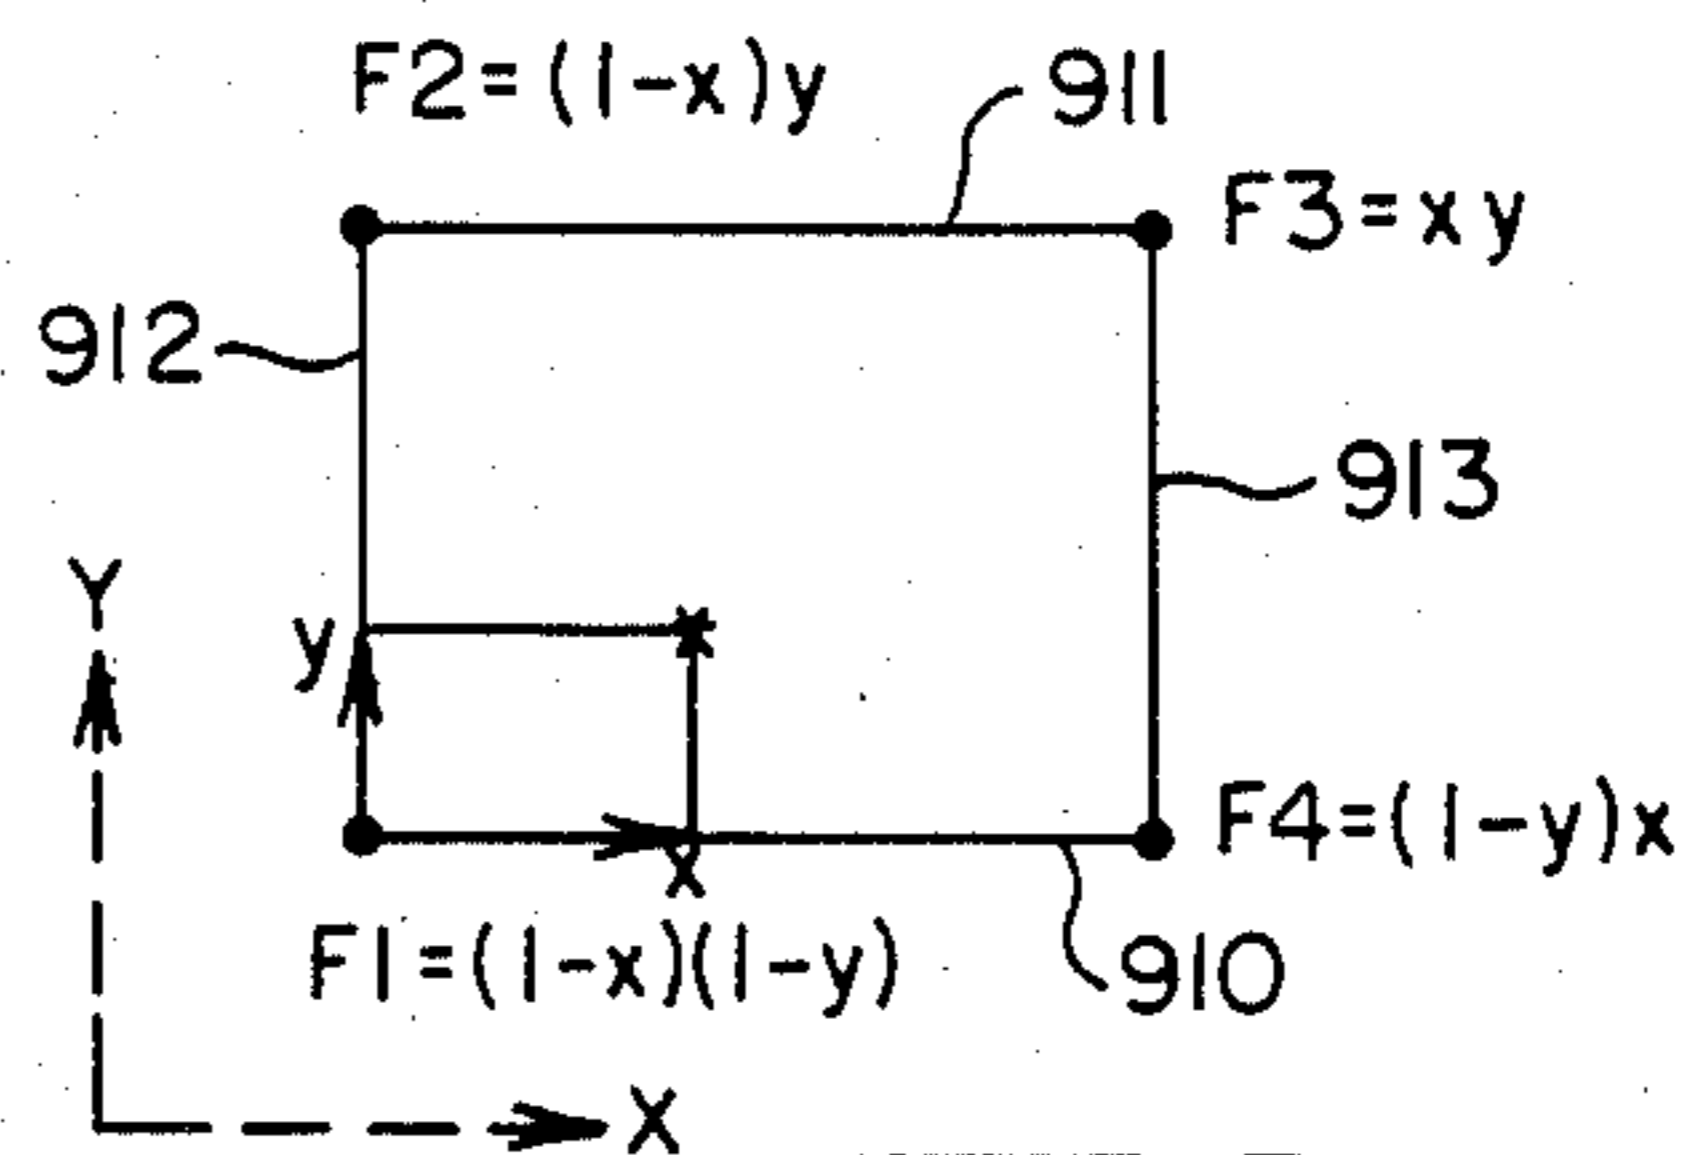 F2=(1-x)y
911
F3=xy
912
913
Y
y
F4=(1-y)x
x
F1=(1-x)(1-y)
910
X